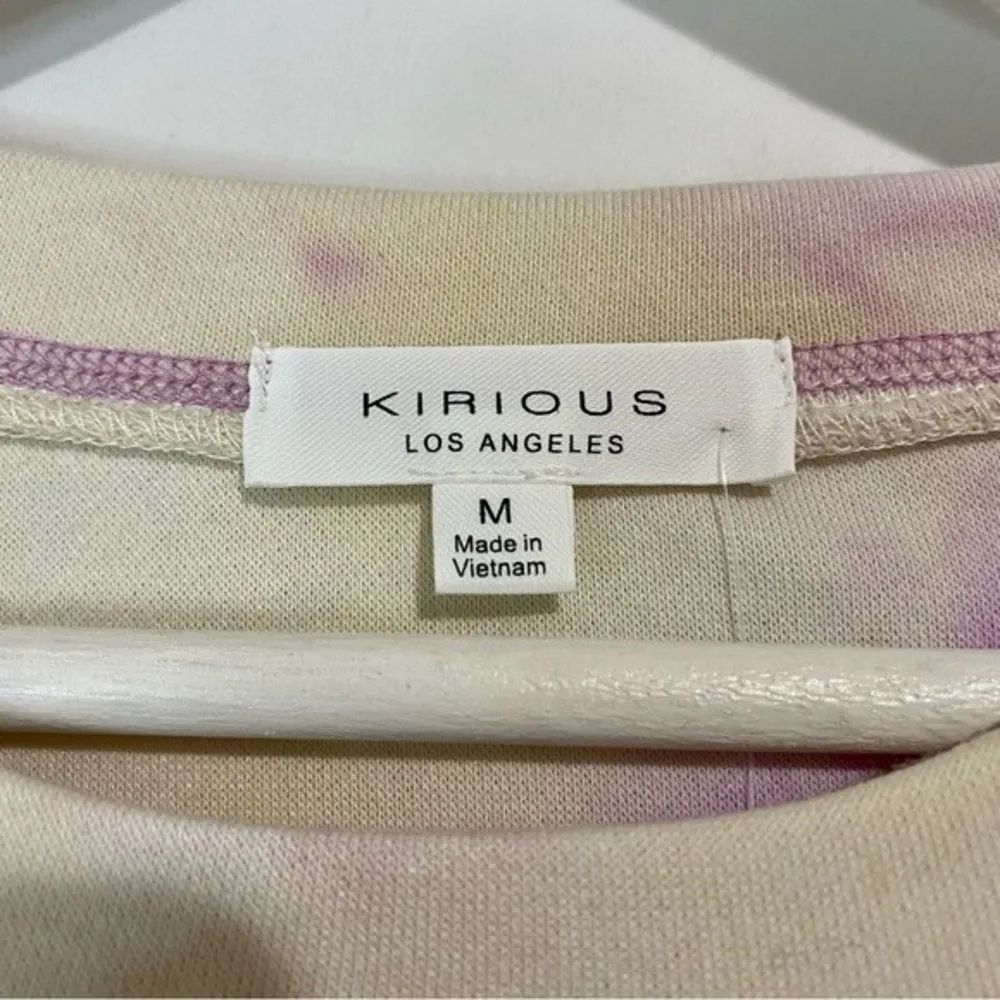 KIRIOUS
LOS ANGELES
M
Made in
Vietnam